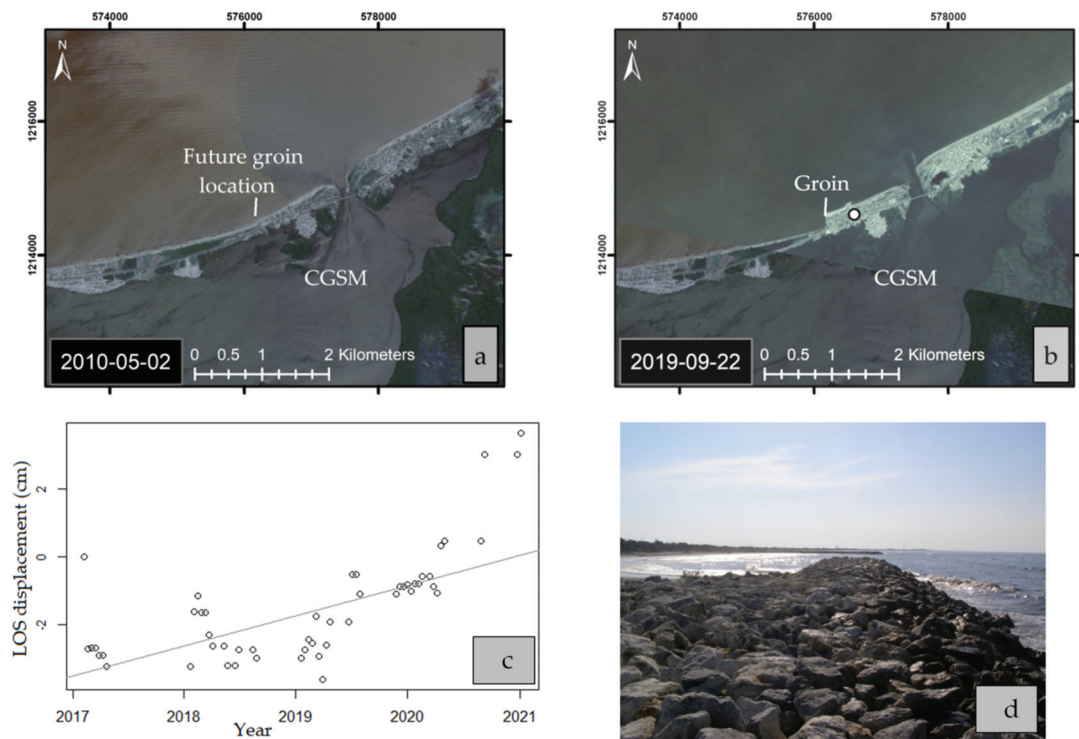 574000 576000 578000
N
1216000
Future groin
location
1214000
CGSM
2010-05-02
0 0.5 1 2 Kilometers
a
574000 576000 578000
N
1216000
Groin
1214000
CGSM
2019-09-22
0 0.5 1 2 Kilometers
b
LOS displacement (cm)
2
0
-2
2017 2018 2019 2020 2021
Year
c
d